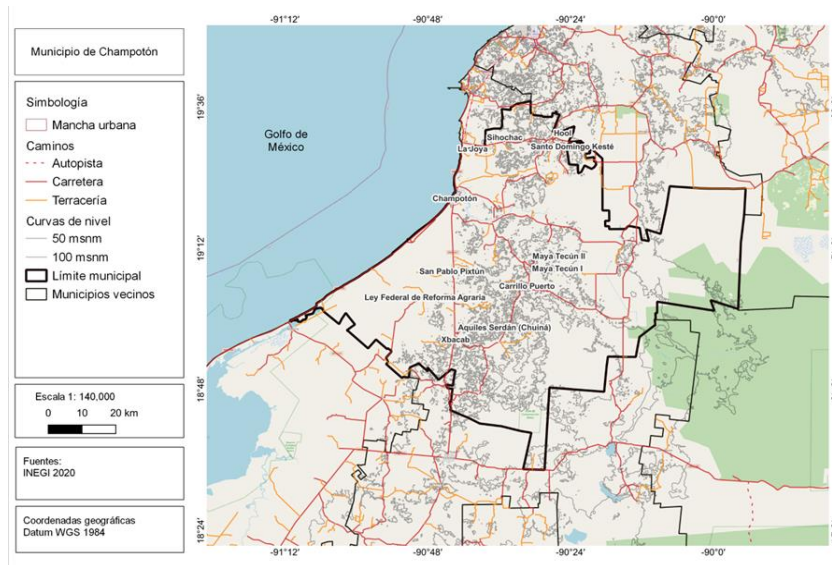 Municipio de Champotón
Simbología
Mancha urbana
Caminos
Autopista
Carretera
Terracería
Curvas de nivel
50 msnm
100 msnm
Límite municipal
Municipios vecinos
Escala 1: 140,000
0 10 20 km
Fuentes:
INEGI 2020
Coordenadas geográficas
Datum WGS 1984
-91°12' -90°48' -90°24' -90°0'
19°36'
19°12'
18°48'
18°24'
Golfo de
México
Sihochac
Hool
La Joya
Santo Domingo Kesté
Champotón
Maya Tecún II
Maya Tecún I
San Pablo Pixtún
Carrillo Puerto
Ley Federal de Reforma Agraria
Aquiles Serdán (Chuiná)
Xbacab
-91°12' -90°48' -90°24' -90°0'